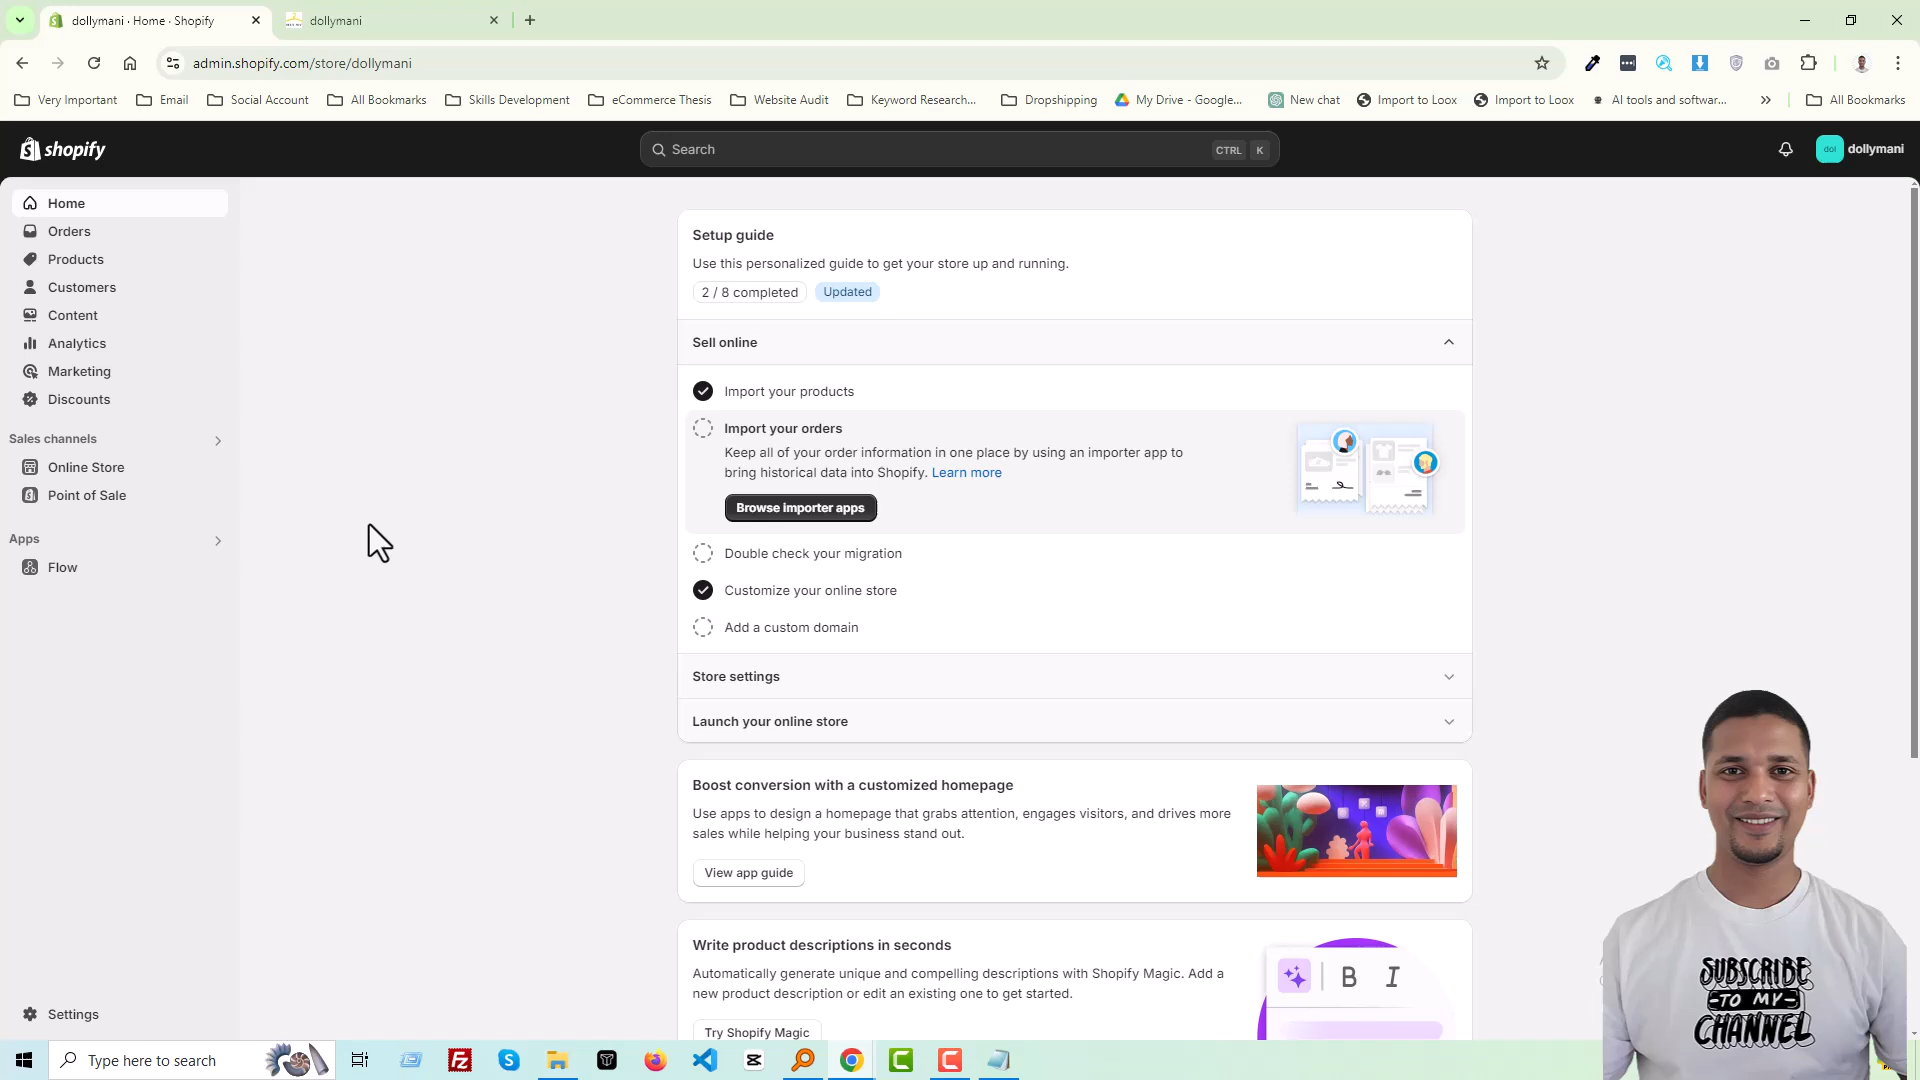 dollymani · Home · Shopify
dollymani
admin.shopify.com/store/dollymani
Very Important
Email
Social Account
All Bookmarks
Skills Development
eCommerce Thesis
Website Audit
Keyword Research...
Dropshipping
My Drive - Google...
New chat
Import to Loox
Import to Loox
AI tools and softwar...
All Bookmarks
shopify
Search
CTRL K
dol
dollymani
Home
Orders
Products
Customers
Content
Analytics
Marketing
Discounts
Sales channels
Online Store
Point of Sale
Apps
Flow
Settings
Setup guide
Use this personalized guide to get your store up and running.
2 / 8 completed
Updated
Sell online
Import your products
Import your orders
Keep all of your order information in one place by using an importer app to
bring historical data into Shopify. Learn more
Browse importer apps
Double check your migration
Customize your online store
Add a custom domain
Store settings
Launch your online store
Boost conversion with a customized homepage
Use apps to design a homepage that grabs attention, engages visitors, and drives more
sales while helping your business stand out.
View app guide
Write product descriptions in seconds
Automatically generate unique and compelling descriptions with Shopify Magic. Add a
new product description or edit an existing one to get started.
Try Shopify Magic
B I
SUBSCRIBE
-TO MY-
CHANNEL
Type here to search